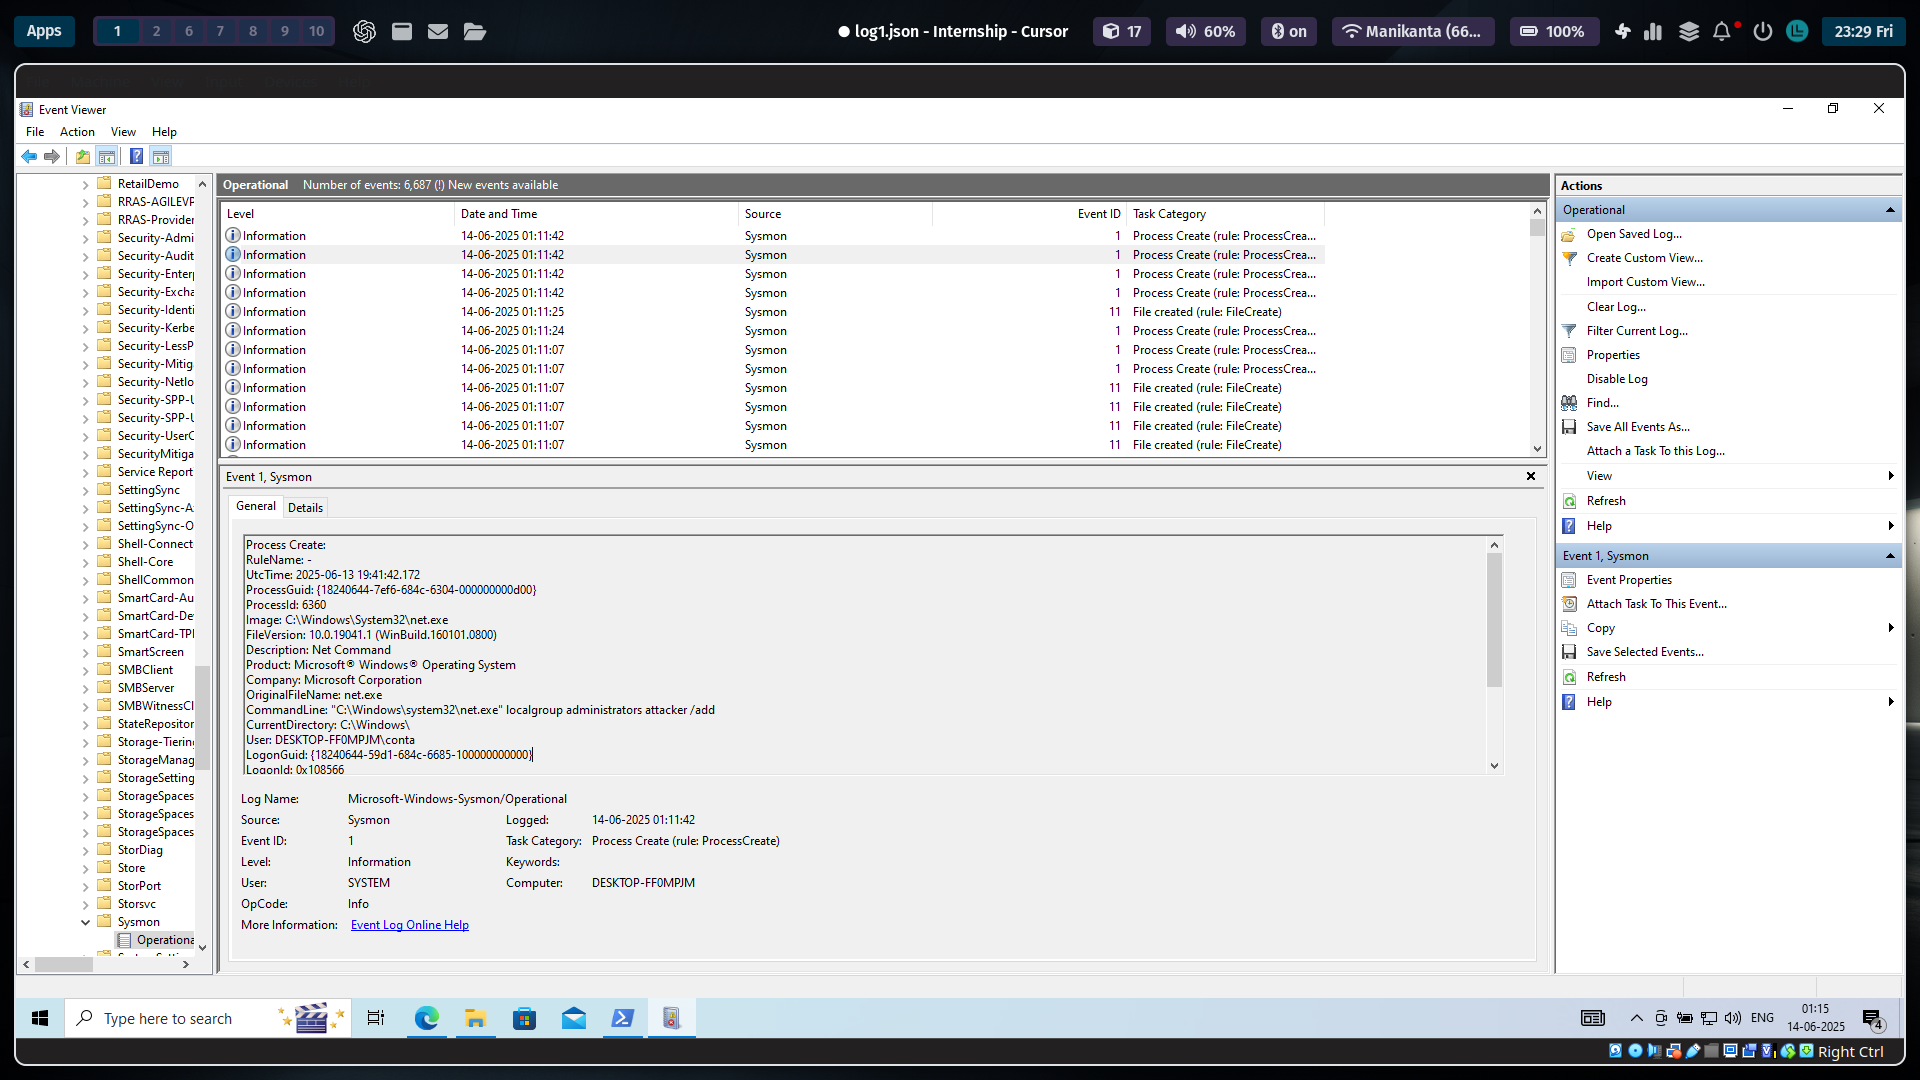 Apps
1 2 6 7 8 9 10
● log1.json - Internship - Cursor
17
60%
on
Manikanta (66...
100%
23:29 Fri
Event Viewer
File Action View Help
RetailDemo
RRAS-AGILEVF
RRAS-Provider
Security-Admi
Security-Audit
Security-Enter
Security-Excha
Security-Identi
Security-Kerbe
Security-LessP
Security-Mitig
Security-Netlo
Security-SPP-U
Security-SPP-U
Security-UserC
SecurityMitiga
Service Report
SettingSync
SettingSync-A
SettingSync-O
Shell-Connect
Shell-Core
ShellCommon
SmartCard-Au
SmartCard-De
SmartCard-TPI
SmartScreen
SMBClient
SMBServer
SMBWitnessCl
StateRepositor
Storage-Tiering
StorageManag
StorageSetting
StorageSpaces
StorageSpaces
StorageSpaces
StorDiag
Store
StorPort
Storsvc
Sysmon
Operationa
Operational Number of events: 6,687 (!) New events available
Level Date and Time Source Event ID Task Category
Information 14-06-2025 01:11:42 Sysmon 1 Process Create (rule: ProcessCrea...
Information 14-06-2025 01:11:42 Sysmon 1 Process Create (rule: ProcessCrea...
Information 14-06-2025 01:11:42 Sysmon 1 Process Create (rule: ProcessCrea...
Information 14-06-2025 01:11:42 Sysmon 1 Process Create (rule: ProcessCrea...
Information 14-06-2025 01:11:25 Sysmon 11 File created (rule: FileCreate)
Information 14-06-2025 01:11:24 Sysmon 1 Process Create (rule: ProcessCrea...
Information 14-06-2025 01:11:07 Sysmon 1 Process Create (rule: ProcessCrea...
Information 14-06-2025 01:11:07 Sysmon 1 Process Create (rule: ProcessCrea...
Information 14-06-2025 01:11:07 Sysmon 11 File created (rule: FileCreate)
Information 14-06-2025 01:11:07 Sysmon 11 File created (rule: FileCreate)
Information 14-06-2025 01:11:07 Sysmon 11 File created (rule: FileCreate)
Information 14-06-2025 01:11:07 Sysmon 11 File created (rule: FileCreate)
Event 1, Sysmon
General Details
Process Create:
RuleName: -
UtcTime: 2025-06-13 19:41:42.172
ProcessGuid: {18240644-7ef6-684c-6304-000000000d00}
ProcessId: 6360
Image: C:\Windows\System32\net.exe
FileVersion: 10.0.19041.1 (WinBuild.160101.0800)
Description: Net Command
Product: Microsoft® Windows® Operating System
Company: Microsoft Corporation
OriginalFileName: net.exe
CommandLine: "C:\Windows\system32\net.exe" localgroup administrators attacker /add
CurrentDirectory: C:\Windows\
User: DESKTOP-FF0MPJM\conta
LogonGuid: {18240644-59d1-684c-6685-100000000000}
LogonId: 0x108566
Log Name: Microsoft-Windows-Sysmon/Operational
Source: Sysmon Logged: 14-06-2025 01:11:42
Event ID: 1 Task Category: Process Create (rule: ProcessCreate)
Level: Information Keywords:
User: SYSTEM Computer: DESKTOP-FF0MPJM
OpCode: Info
More Information: Event Log Online Help
Actions
Operational
Open Saved Log...
Create Custom View...
Import Custom View...
Clear Log...
Filter Current Log...
Properties
Disable Log
Find...
Save All Events As...
Attach a Task To this Log...
View
Refresh
Help
Event 1, Sysmon
Event Properties
Attach Task To This Event...
Copy
Save Selected Events...
Refresh
Help
Type here to search
ENG
01:15
14-06-2025
4
Right Ctrl